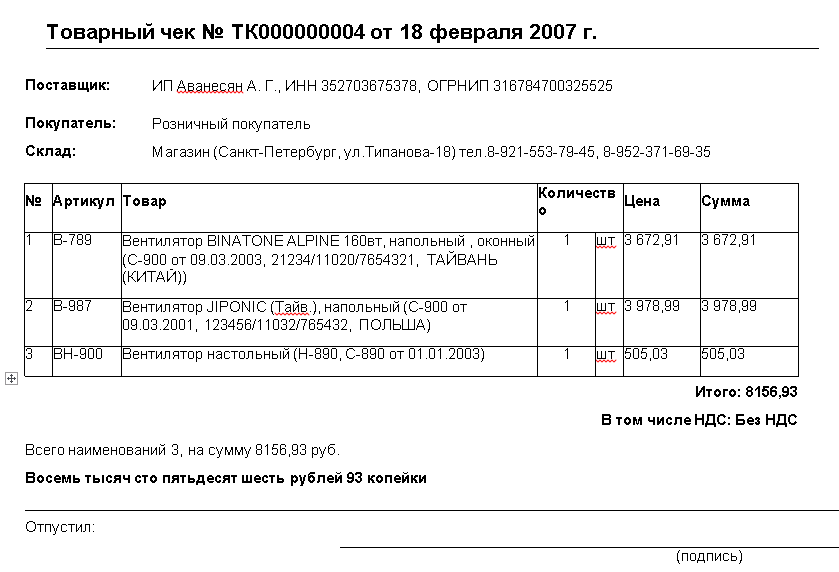 Товарный чек № ТК000000004 от 18 февраля 2007 г.
Поставщик: ИП Аванесян А. Г., ИНН 352703675378, ОГРНИП 316784700325525
Покупатель: Розничный покупатель
Склад: Магазин (Санкт-Петербург, ул.Типанова-18) тел.8-921-553-79-45, 8-952-371-69-35
№ Артикул Товар Количеств Цена Сумма
о
1 В-789 Вентилятор BINATONE ALPINE 160вт, напольный , оконный 1 шт 3 672,91 3 672,91
(С-900 от 09.03.2003, 21234/11020/7654321, ТАЙВАНЬ
(КИТАЙ))
2 В-987 Вентилятор JIPONIC (Тайв.), напольный (С-900 от 1 шт 3 978,99 3 978,99
09.03.2001, 123456/11032/765432, ПОЛЬША)
3 ВН-900 Вентилятор настольный (Н-890, С-890 от 01.01.2003) 1 шт 505,03 505,03
Итого: 8156,93
В том числе НДС: Без НДС
Всего наименований 3, на сумму 8156,93 руб.
Восемь тысяч сто пятьдесят шесть рублей 93 копейки
Отпустил:
(подпись)